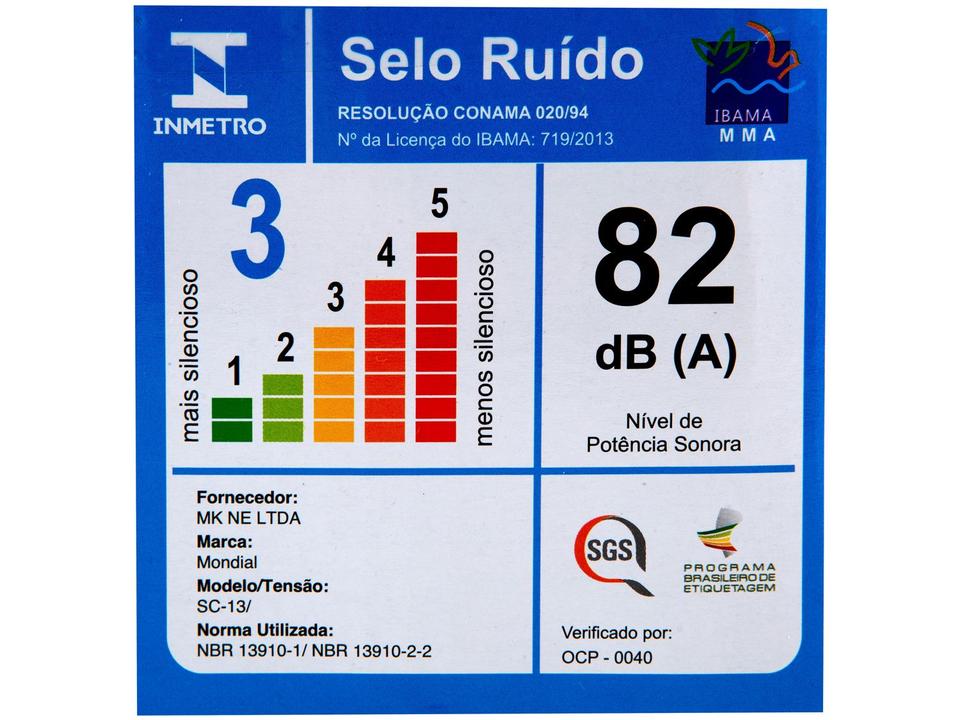 INMETRO
Selo Ruído
RESOLUÇÃO CONAMA 020/94
Nº da Licença do IBAMA: 719/2013
IBAMA
MMA
3
mais silencioso
1
2
3
4
5
menos silencioso
82
dB (A)
Nível de
Potência Sonora
Fornecedor:
MK NE LTDA
Marca:
Mondial
Modelo/Tensão:
SC-13/
Norma Utilizada:
NBR 13910-1/ NBR 13910-2-2
SGS
PROGRAMA
BRASILEIRO DE
ETIQUETAGEM
Verificado por:
OCP - 0040